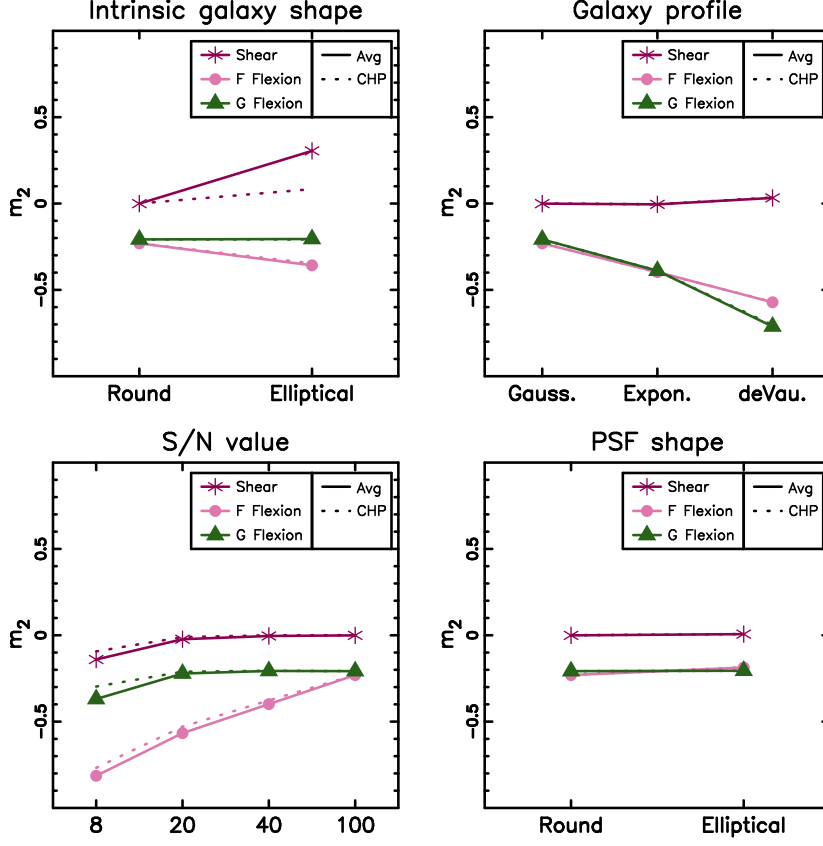 Intrinsic galaxy shape
Shear
F Flexion
G Flexion
Avg
CHP
0.5
0
−0.5
m2
Round
Elliptical
Galaxy profile
Shear
F Flexion
G Flexion
Avg
CHP
0.5
0
−0.5
m2
Gauss.
Expon.
deVau.
S/N value
Shear
F Flexion
G Flexion
Avg
CHP
0.5
0
−0.5
m2
8
20
40
100
PSF shape
Shear
F Flexion
G Flexion
Avg
CHP
0.5
0
−0.5
m2
Round
Elliptical